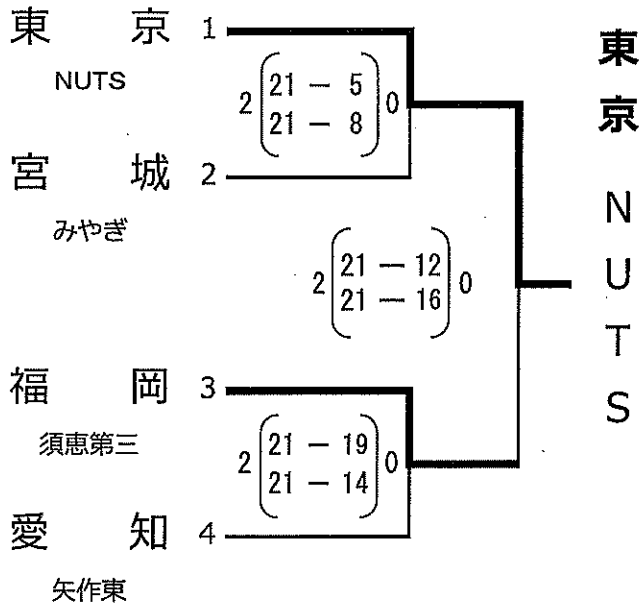 東京 1
NUTS
2 21 — 5 0
21 — 8
宮城 2
みやぎ
2 21 — 12 0
21 — 16
福岡 3
須恵第三
2 21 — 19 0
21 — 14
愛知 4
矢作東
東京 NUTS